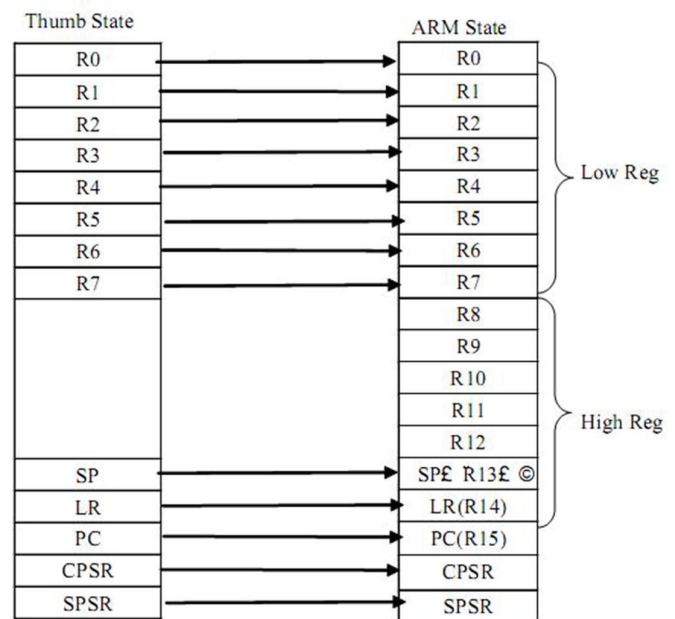 Thumb State
R0
R1
R2
R3
R4
R5
R6
R7
SP
LR
PC
CPSR
SPSR
ARM State
R0
R1
R2
R3
R4
R5
R6
R7
R8
R9
R10
R11
R12
SP£ R13£ ©
LR(R14)
PC(R15)
CPSR
SPSR
Low Reg
High Reg